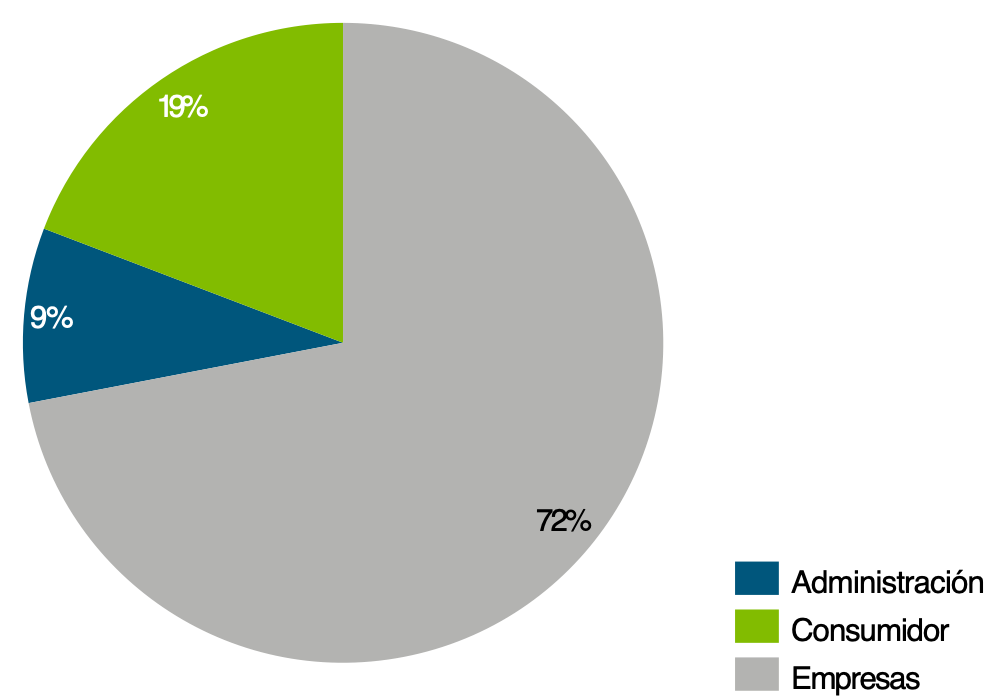 19%
9%
72%
Administración
Consumidor
Empresas